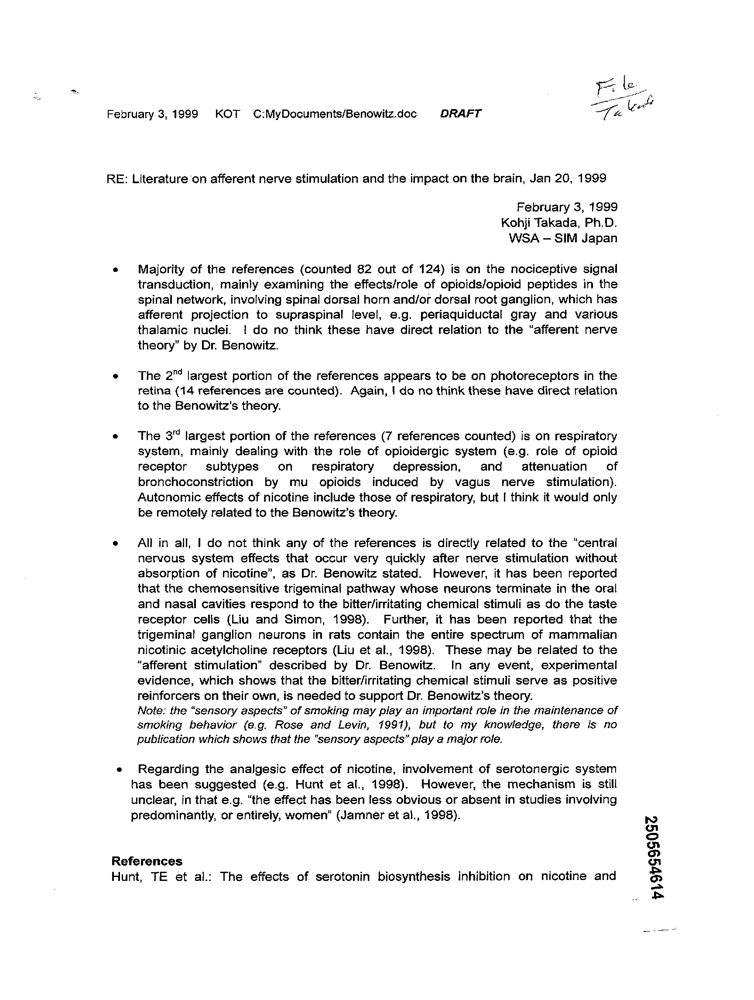 File
Takada
February 3, 1999 KOT C:MyDocuments/Benowitz.doc DRAFT
RE: Literature on afferent nerve stimulation and the impact on the brain, Jan 20, 1999
February 3, 1999
Kohji Takada, Ph.D.
WSA – SIM Japan
• Majority of the references (counted 82 out of 124) is on the nociceptive signal
transduction, mainly examining the effects/role of opioids/opioid peptides in the
spinal network, involving spinal dorsal horn and/or dorsal root ganglion, which has
afferent projection to supraspinal level, e.g. periaquiductal gray and various
thalamic nuclei. I do no think these have direct relation to the "afferent nerve
theory" by Dr. Benowitz.
• The 2nd largest portion of the references appears to be on photoreceptors in the
retina (14 references are counted). Again, I do no think these have direct relation
to the Benowitz's theory.
• The 3rd largest portion of the references (7 references counted) is on respiratory
system, mainly dealing with the role of opioidergic system (e.g. role of opioid
receptor subtypes on respiratory depression, and attenuation of
bronchoconstriction by mu opioids induced by vagus nerve stimulation).
Autonomic effects of nicotine include those of respiratory, but I think it would only
be remotely related to the Benowitz's theory.
• All in all, I do not think any of the references is directly related to the "central
nervous system effects that occur very quickly after nerve stimulation without
absorption of nicotine", as Dr. Benowitz stated. However, it has been reported
that the chemosensitive trigeminal pathway whose neurons terminate in the oral
and nasal cavities respond to the bitter/irritating chemical stimuli as do the taste
receptor cells (Liu and Simon, 1998). Further, it has been reported that the
trigeminal ganglion neurons in rats contain the entire spectrum of mammalian
nicotinic acetylcholine receptors (Liu et al., 1998). These may be related to the
"afferent stimulation" described by Dr. Benowitz. In any event, experimental
evidence, which shows that the bitter/irritating chemical stimuli serve as positive
reinforcers on their own, is needed to support Dr. Benowitz's theory.
Note: the "sensory aspects" of smoking may play an important role in the maintenance of
smoking behavior (e.g. Rose and Levin, 1991), but to my knowledge, there is no
publication which shows that the "sensory aspects" play a major role.
• Regarding the analgesic effect of nicotine, involvement of serotonergic system
has been suggested (e.g. Hunt et al., 1998). However, the mechanism is still
unclear, in that e.g. "the effect has been less obvious or absent in studies involving
predominantly, or entirely, women" (Jamner et al., 1998).
References
Hunt, TE et al.: The effects of serotonin biosynthesis inhibition on nicotine and
2505654614